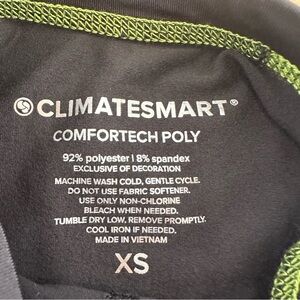 CLIMATESMART®
COMFORTECH POLY
92% polyester | 8% spandex
EXCLUSIVE OF DECORATION
MACHINE WASH COLD, GENTLE CYCLE.
DO NOT USE FABRIC SOFTENER.
USE ONLY NON-CHLORINE
BLEACH WHEN NEEDED.
TUMBLE DRY LOW, REMOVE PROMPTLY.
COOL IRON IF NEEDED.
MADE IN VIETNAM
XS